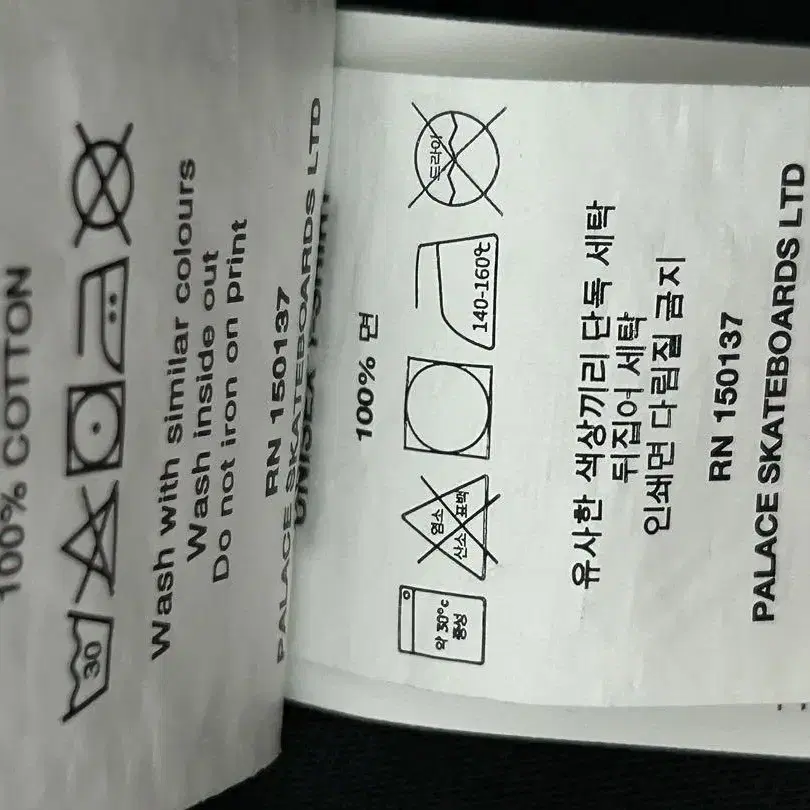 100% COTTON
30
Wash with similar colours
Wash inside out
Do not iron on print
RN 150137
PALACE SKATEBOARDS LTD
100% 면
약 30°c
중성
염소
산소 표백
140-160℃
드라이
유사한 색상끼리 단독 세탁
뒤집어 세탁
인쇄면 다림질 금지
RN 150137
PALACE SKATEBOARDS LTD